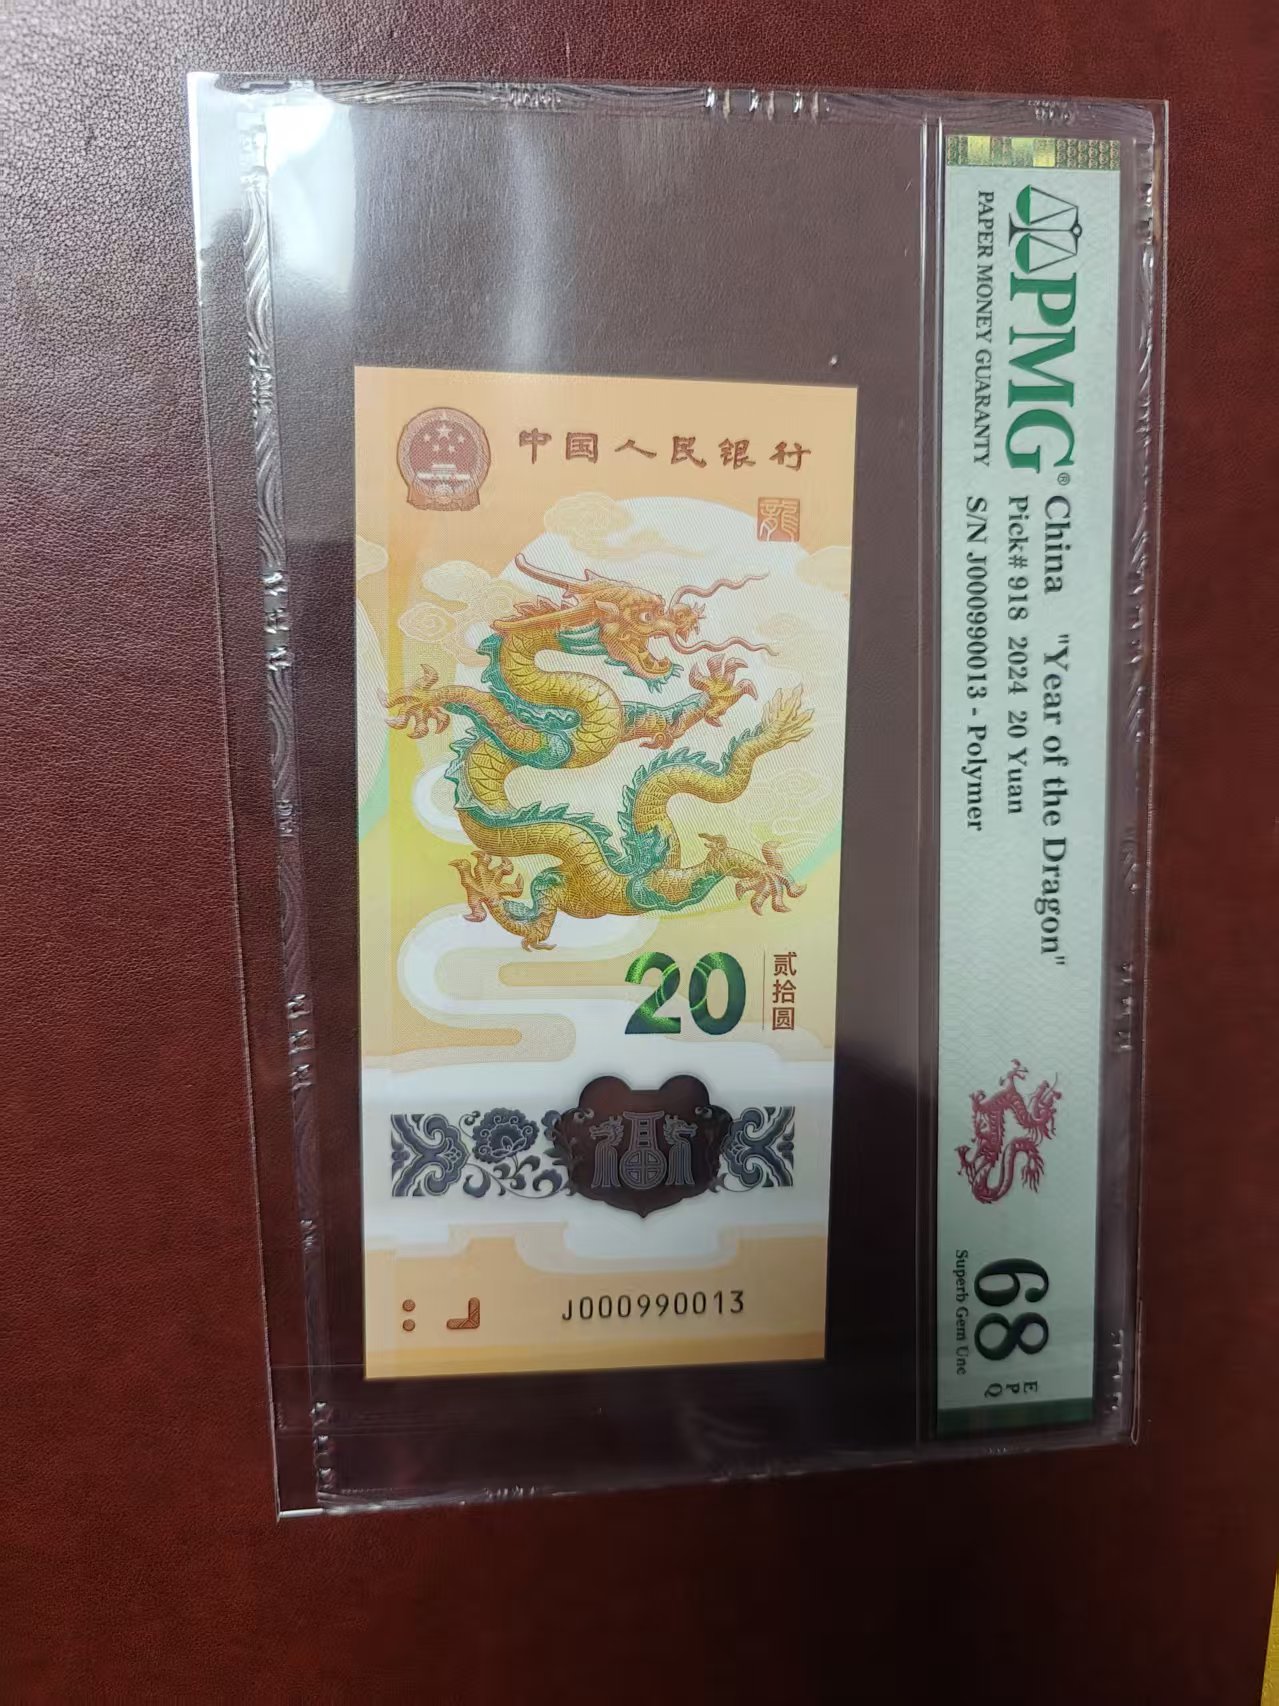 中国人民银行
龍
20
贰拾圆
J000990013
PMG®
PAPER MONEY GUARANTY
China "Year of the Dragon"
Pick# 918 2024 20 Yuan
S/N J000990013 - Polymer
68
EPQ
Superb Gem Unc